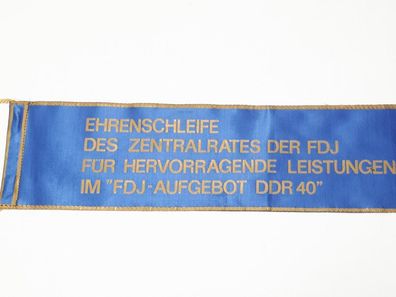 EHRENSCHLEIFE
DES ZENTRALRATES DER FDJ
FÜR HERVORRAGENDE LEISTUNGEN
IM "FDJ-AUFGEBOT DDR 40"